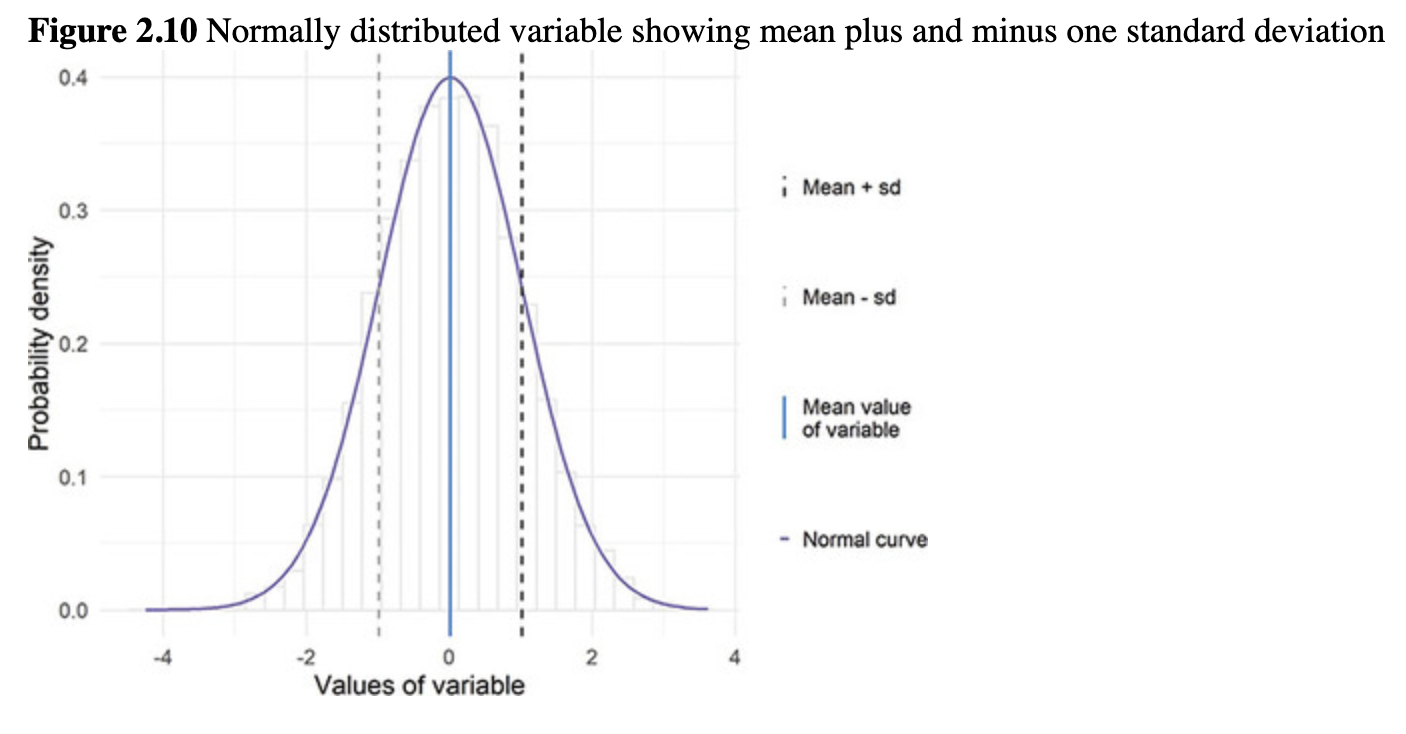 Figure 2.10 Normally distributed variable showing mean plus and minus one standard deviation
0.4
0.3
0.2
0.1
0.0
Probability density
-4 -2 0 2 4
Values of variable
Mean + sd
Mean - sd
Mean value
of variable
Normal curve